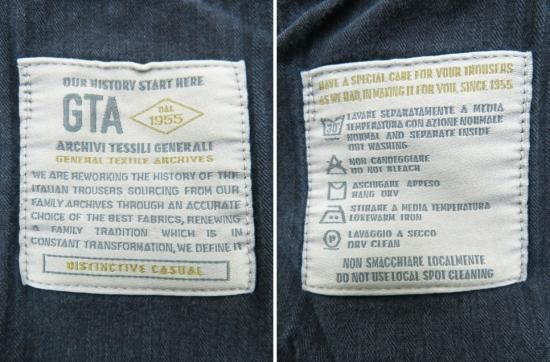 OUR HISTORY START HERE
GTA
DAL
1955
ARCHIVI TESSILI GENERALI
GENERAL TEXTILE ARCHIVES
WE ARE REWORKING THE HISTORY OF THE
ITALIAN TROUSERS SOURCING FROM OUR
FAMILY ARCHIVES THROUGH AN ACCURATE
CHOICE OF THE BEST FABRICS, RENEWING
A FAMILY TRADITION WHICH IS IN
CONSTANT TRANSFORMATION, WE DEFINE IT
DISTINCTIVE CASUAL
HAVE A SPECIAL CARE FOR YOUR TROUSERS
AS WE HAD, IN MAKING IT FOR YOU, SINCE 1955
30°
LAVARE SEPARATAMENTE A MEDIA
TEMPERATURA CON AZIONE NORMALE
NORMAL AND SEPARATE INSIDE
OUT WASHING
NON CANDEGGIARE
DO NOT BLEACH
ASCIUGARE APPESO
HANG DRY
STIRARE A MEDIA TEMPERATURA
LUKEWARM IRON
P
LAVAGGIO A SECCO
DRY CLEAN
NON SMACCHIARE LOCALMENTE
DO NOT USE LOCAL SPOT CLEANING